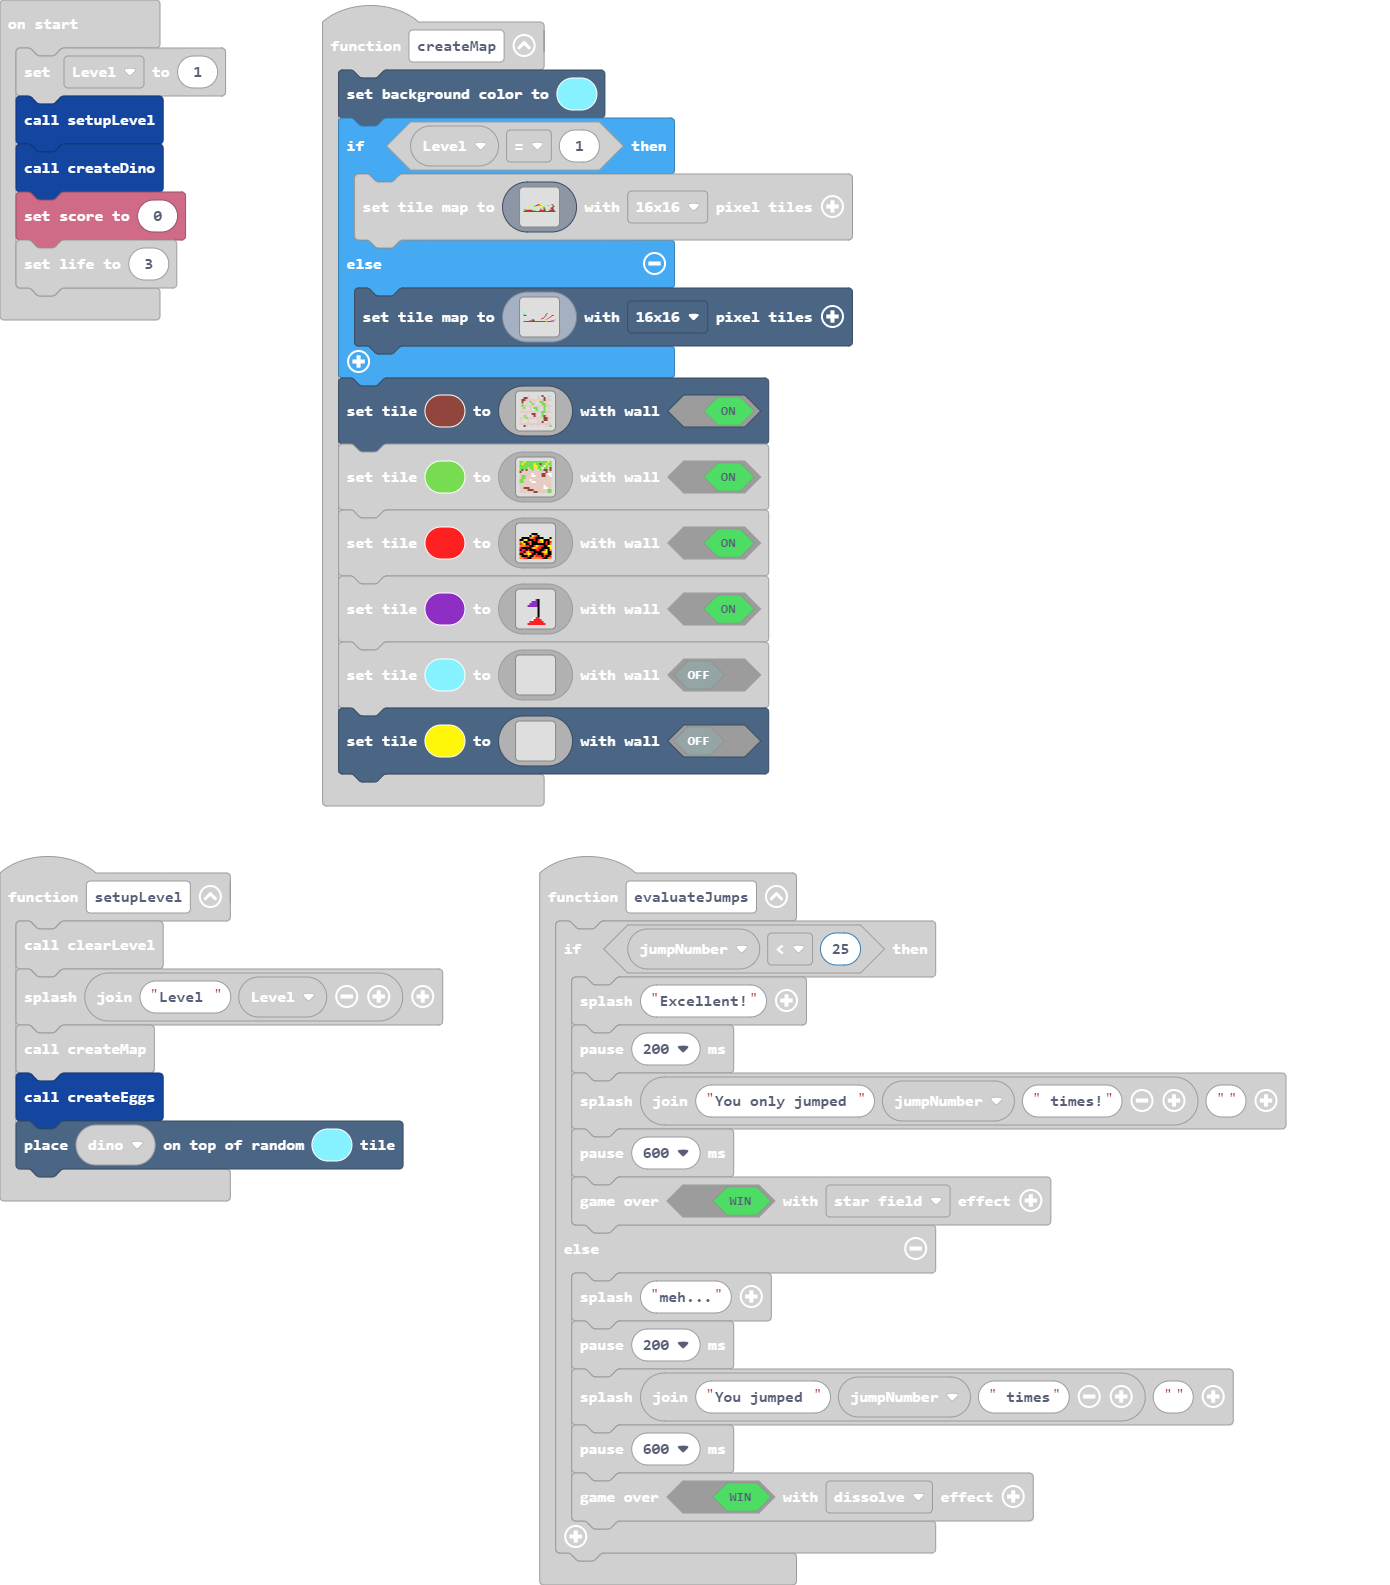 on start
set Level to 1
call setupLevel
call createDino
set score to 0
set life to 3
function createMap
set background color to
if Level = 1 then
set tile map to with 16x16 pixel tiles
else
set tile map to with 16x16 pixel tiles
set tile to with wall ON
set tile to with wall ON
set tile to with wall ON
set tile to with wall ON
set tile to with wall OFF
set tile to with wall OFF
function setupLevel
call clearLevel
splash join "Level " Level
call createMap
call createEggs
place dino on top of random tile
function evaluateJumps
if jumpNumber < 25 then
splash "Excellent!"
pause 200 ms
splash join "You only jumped " jumpNumber " times!" ""
pause 600 ms
game over WIN with star field effect
else
splash "meh..."
pause 200 ms
splash join "You jumped " jumpNumber " times" ""
pause 600 ms
game over WIN with dissolve effect